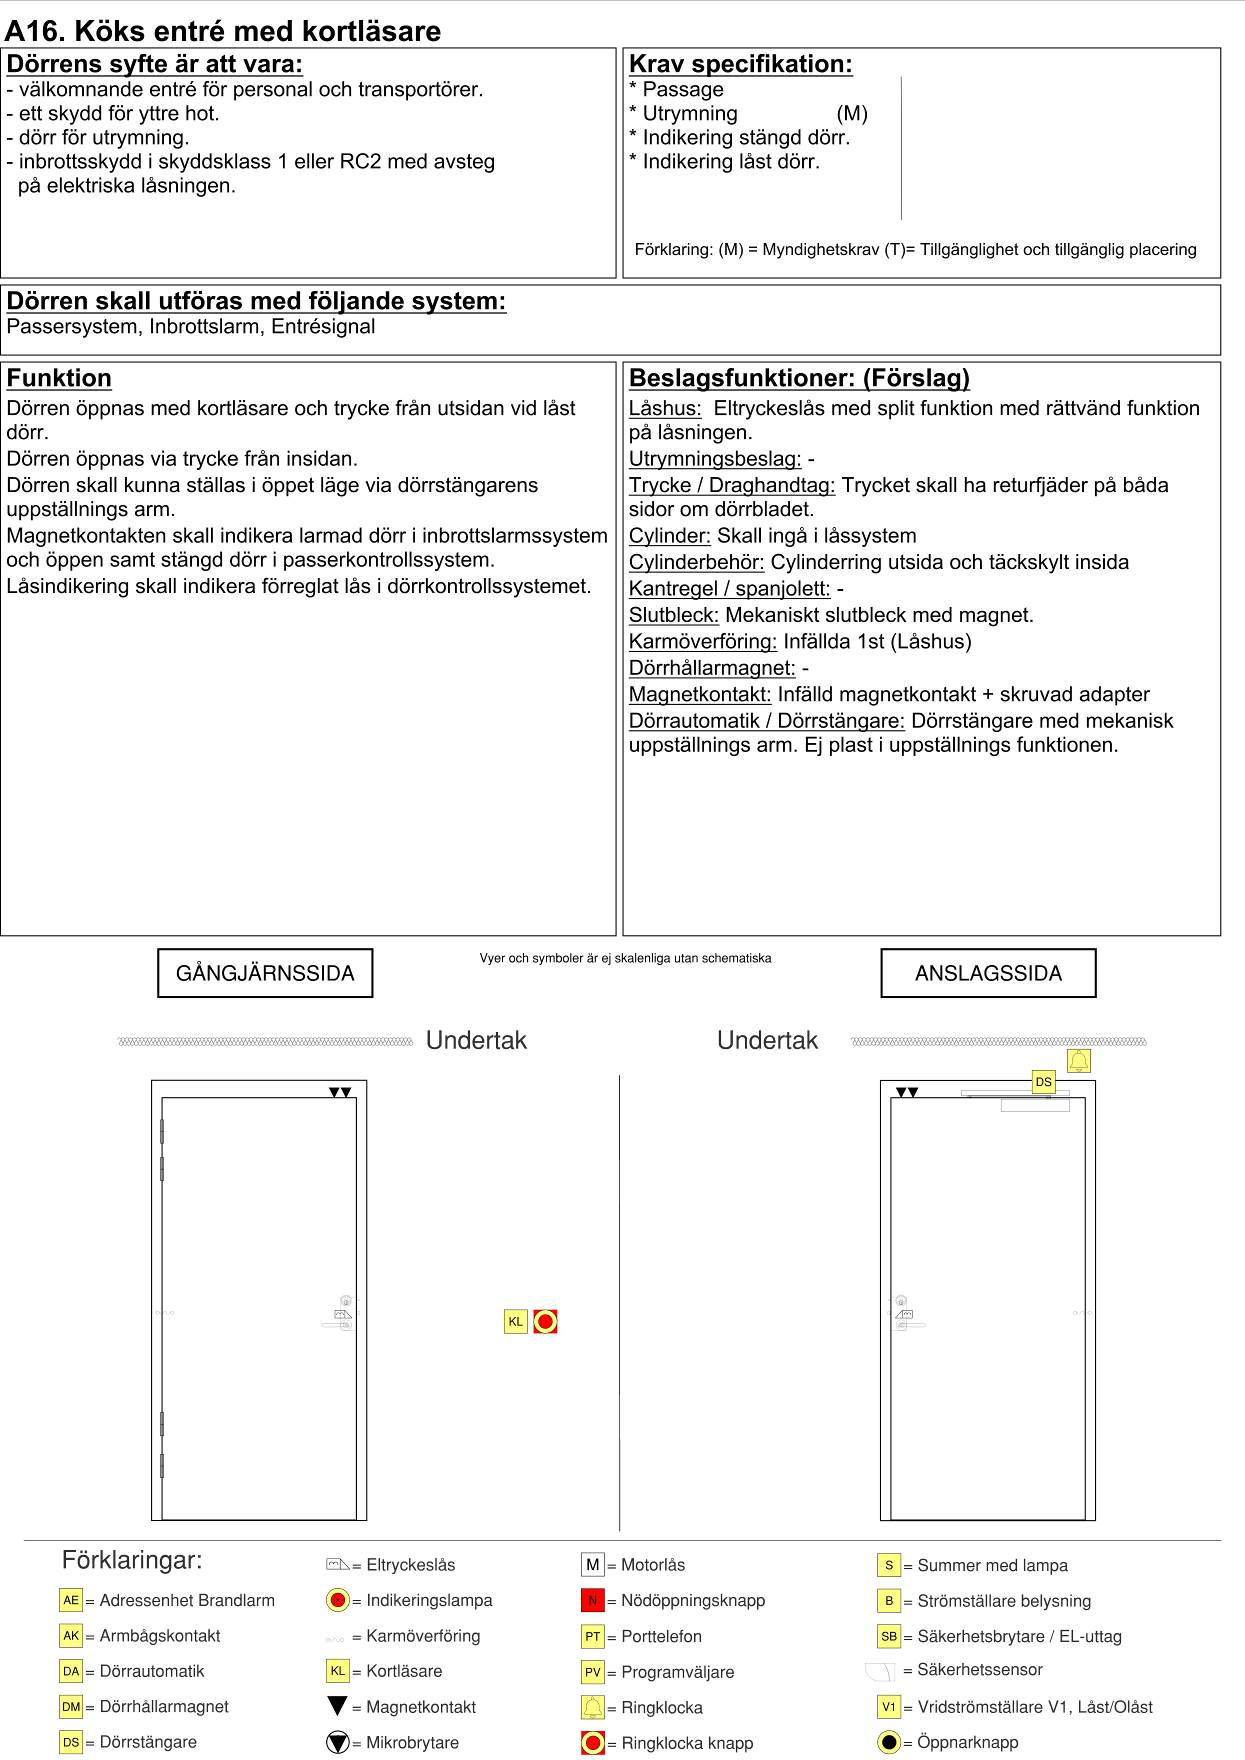 A16. Köks entré med kortläsare
Dörrens syfte är att vara:
- välkomnande entré för personal och transportörer.
- ett skydd för yttre hot.
- dörr för utrymning.
- inbrottsskydd i skyddsklass 1 eller RC2 med avsteg
på elektriska låsningen.
Krav specifikation:
* Passage
* Utrymning (M)
* Indikering stängd dörr.
* Indikering låst dörr.
Förklaring: (M) = Myndighetskrav (T)= Tillgänglighet och tillgänglig placering
Dörren skall utföras med följande system:
Passersystem, Inbrottslarm, Entrésignal
Funktion
Dörren öppnas med kortläsare och trycke från utsidan vid låst
dörr.
Dörren öppnas via trycke från insidan.
Dörren skall kunna ställas i öppet läge via dörrstängarens
uppställnings arm.
Magnetkontakten skall indikera larmad dörr i inbrottslarmssystem
och öppen samt stängd dörr i passerkontrollssystem.
Låsindikering skall indikera förreglat lås i dörrkontrollssystemet.
Beslagsfunktioner: (Förslag)
Låshus: Eltryckeslås med split funktion med rättvänd funktion
på låsningen.
Utrymningsbeslag: -
Trycke / Draghandtag: Trycket skall ha returfjäder på båda
sidor om dörrbladet.
Cylinder: Skall ingå i låssystem
Cylinderbehör: Cylinderring utsida och täckskylt insida
Kantregel / spanjolett: -
Slutbleck: Mekaniskt slutbleck med magnet.
Karmöverföring: Infällda 1st (Låshus)
Dörrhållarmagnet: -
Magnetkontakt: Infälld magnetkontakt + skruvad adapter
Dörrautomatik / Dörrstängare: Dörrstängare med mekanisk
uppställnings arm. Ej plast i uppställnings funktionen.
GÅNGJÄRNSSIDA
Vyer och symboler är ej skalenliga utan schematiska
ANSLAGSSIDA
Undertak
Undertak
DS
KL
Förklaringar:
AE = Adressenhet Brandlarm
AK = Armbågskontakt
DA = Dörrautomatik
DM = Dörrhållarmagnet
DS = Dörrstängare
= Eltryckeslås
= Indikeringslampa
= Karmöverföring
KL = Kortläsare
= Magnetkontakt
= Mikrobrytare
M = Motorlås
N = Nödöppningsknapp
PT = Porttelefon
PV = Programväljare
= Ringklocka
= Ringklocka knapp
S = Summer med lampa
B = Strömställare belysning
SB = Säkerhetsbrytare / EL-uttag
= Säkerhetssensor
V1 = Vridströmställare V1, Låst/Olåst
= Öppnarknapp